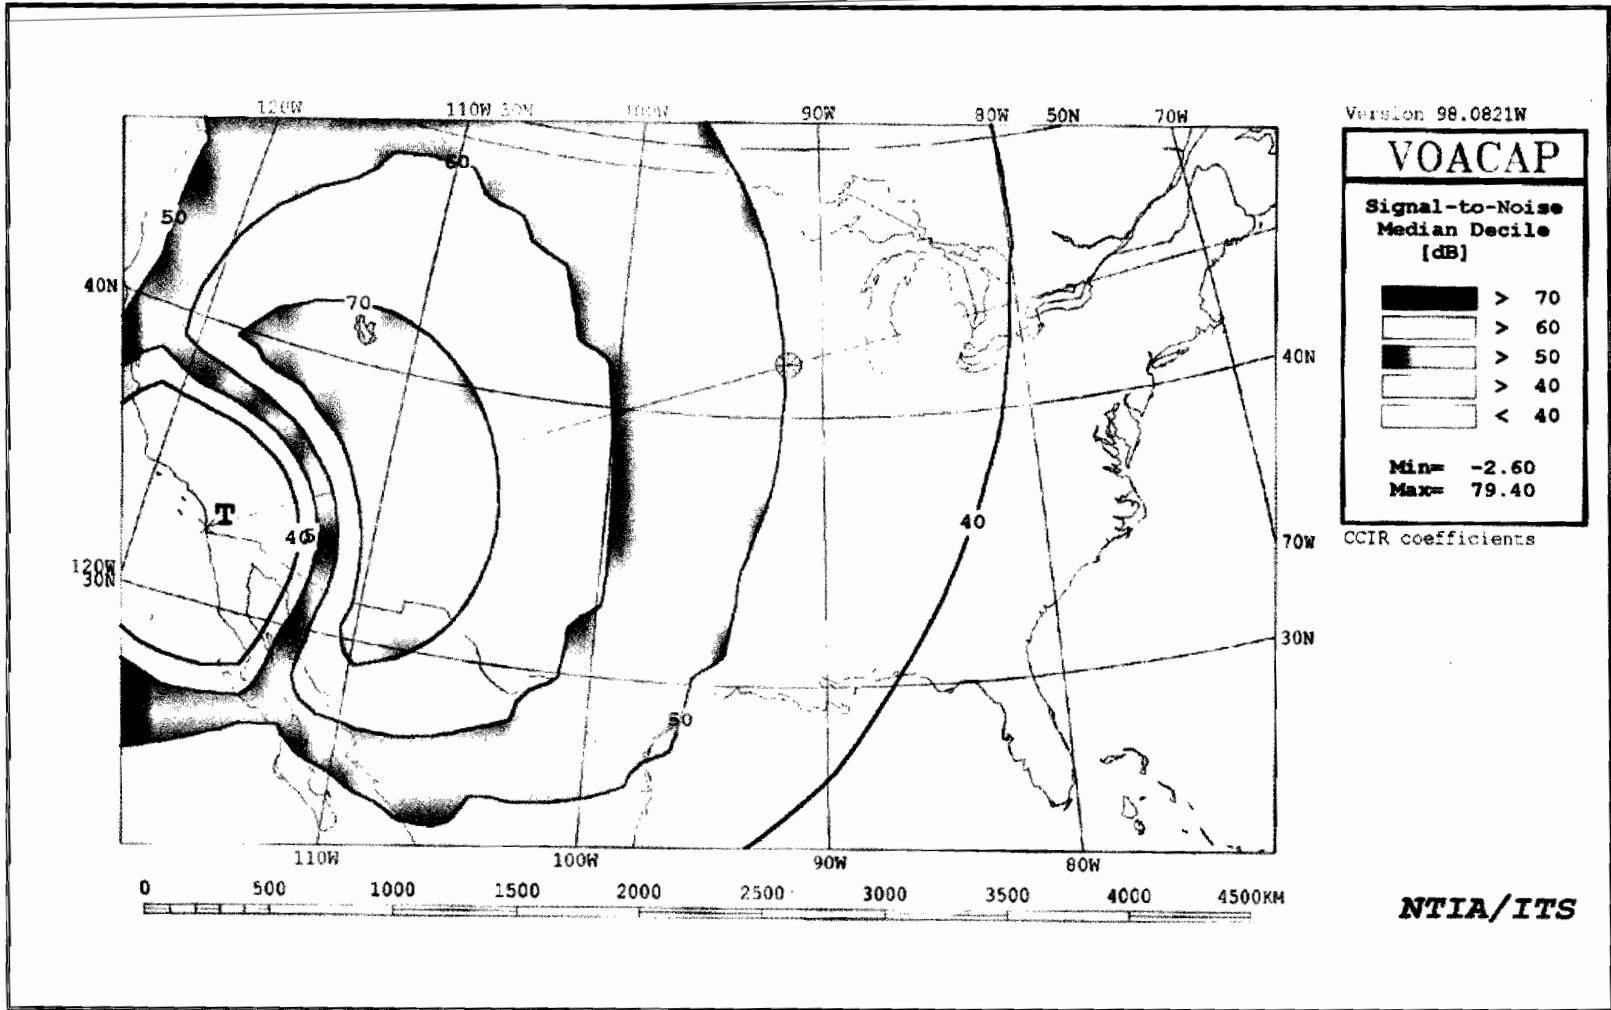 120W 110W 50N 100W 90W 80W 50N 70W
Version 98.0821W
VOACAP
Signal-to-Noise
Median Decile
[dB]
> 70
> 60
> 50
> 40
< 40
Min= -2.60
Max= 79.40
CCIR coefficients
60
50
40N
70
40N
T
40
40
70W
120W
30N
30N
50
110W 100W 90W 80W
0 500 1000 1500 2000 2500 3000 3500 4000 4500KM
NTIA/ITS